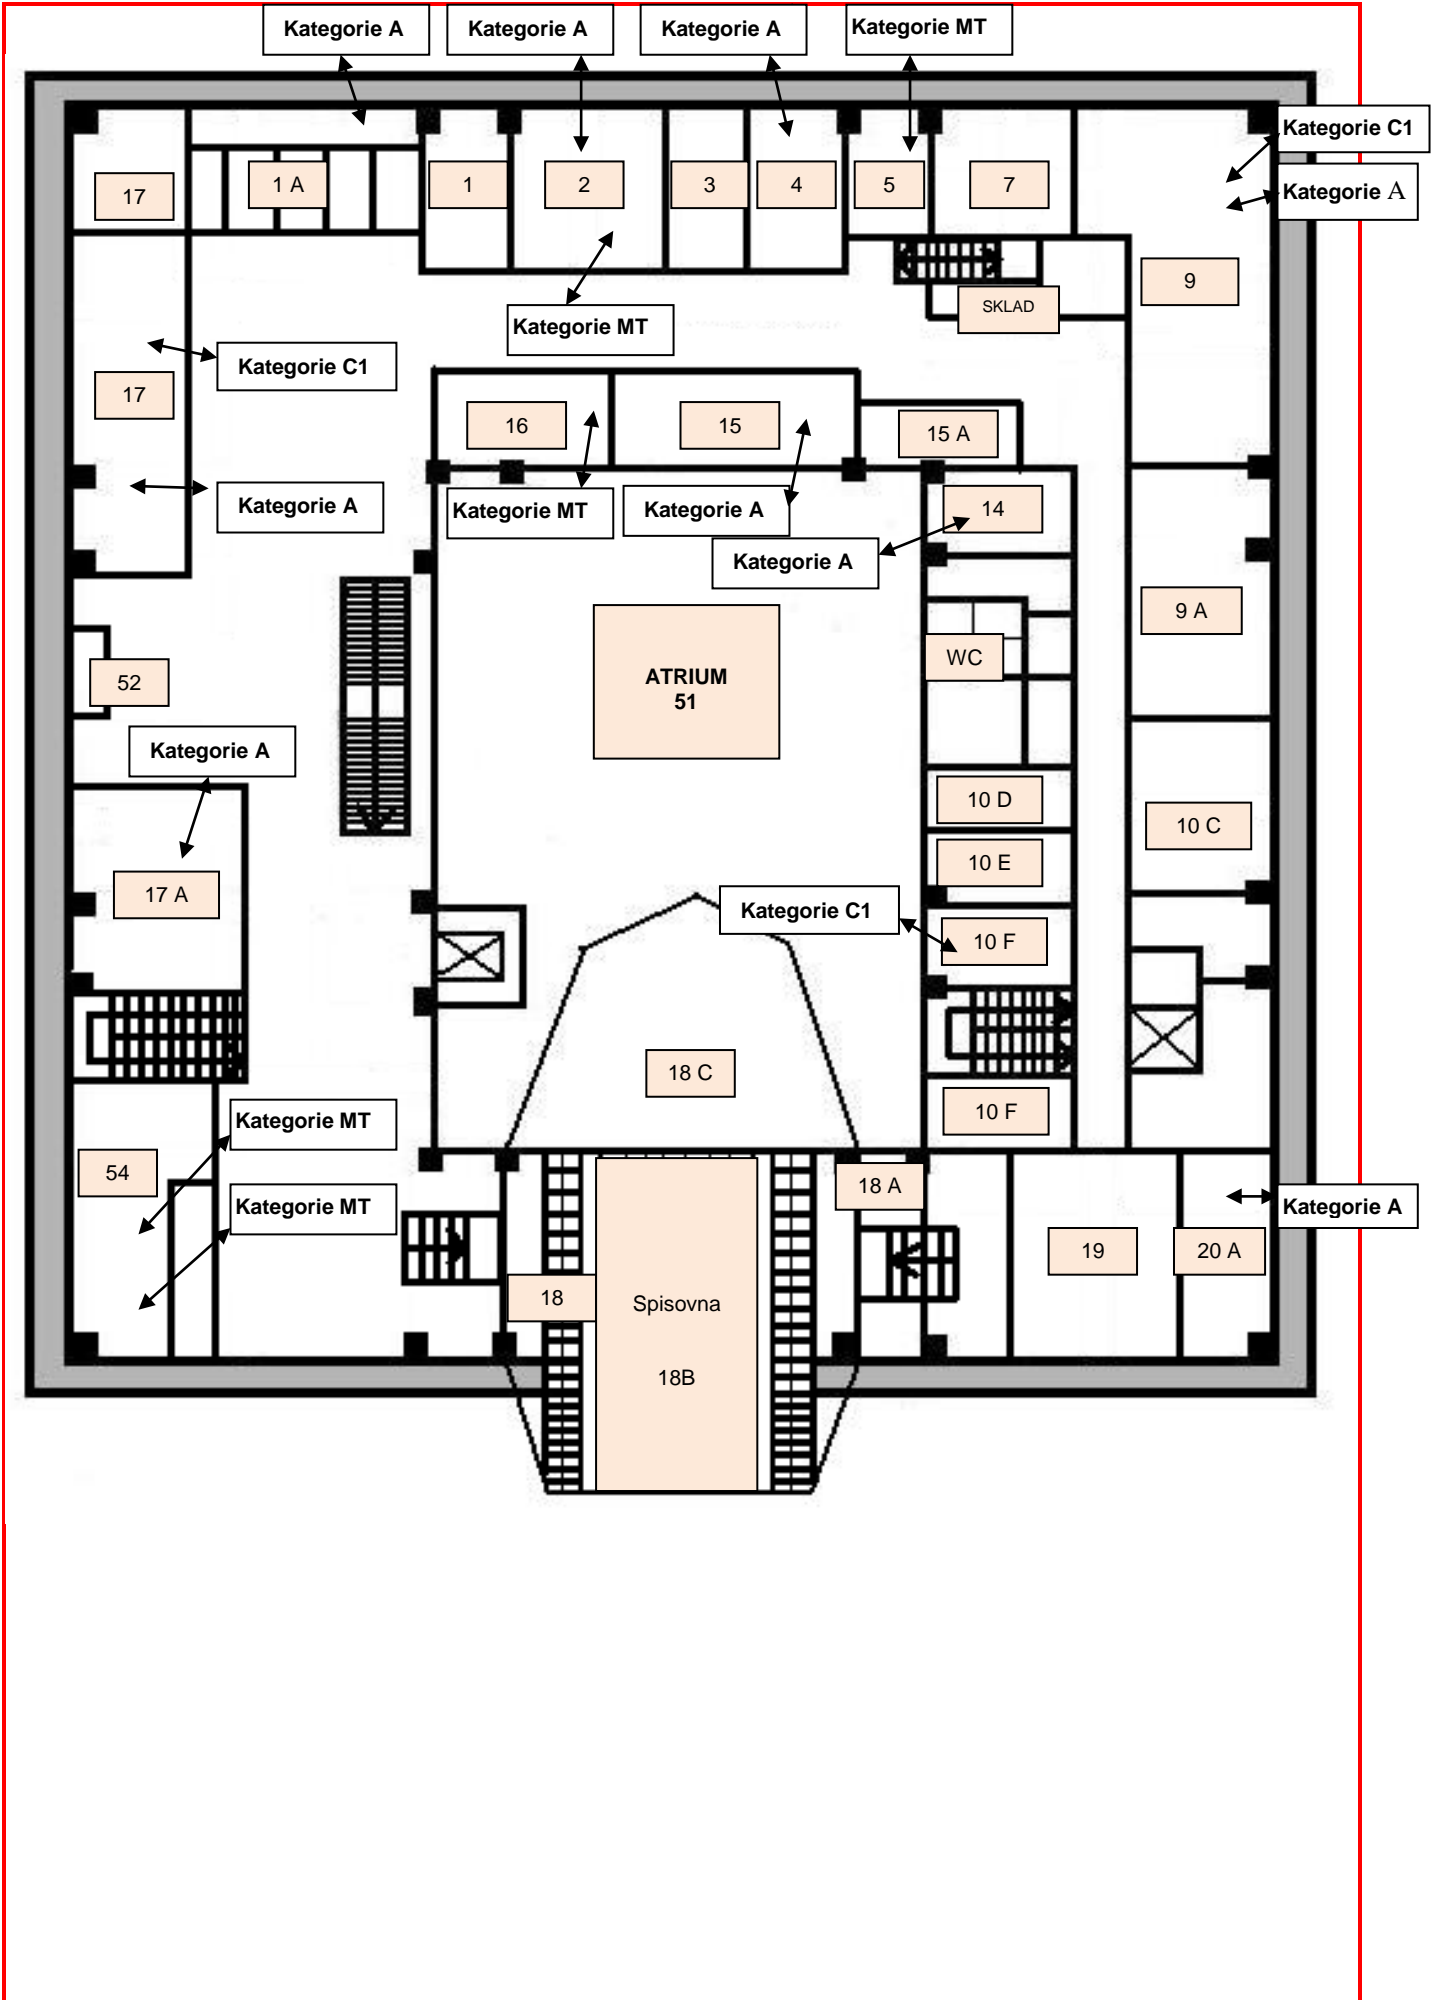 Kategorie A
Kategorie A
Kategorie A
Kategorie MT
Kategorie C1
Kategorie A
17
1 A
1
2
3
4
5
7
9
SKLAD
Kategorie MT
Kategorie C1
17
16
15
15 A
Kategorie A
Kategorie MT
Kategorie A
14
Kategorie A
9 A
WC
52
ATRIUM
51
Kategorie A
10 D
10 C
10 E
17 A
Kategorie C1
10 F
18 C
10 F
Kategorie MT
54
18 A
Kategorie MT
Kategorie A
19
20 A
18
Spisovna
18B